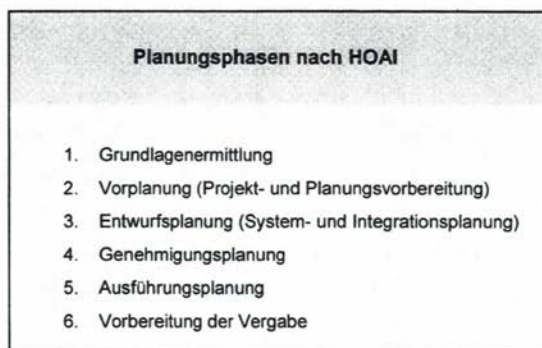 Planungsphasen nach HOAI
1. Grundlagenermittlung
2. Vorplanung (Projekt- und Planungsvorbereitung)
3. Entwurfsplanung (System- und Integrationsplanung)
4. Genehmigungsplanung
5. Ausführungsplanung
6. Vorbereitung der Vergabe